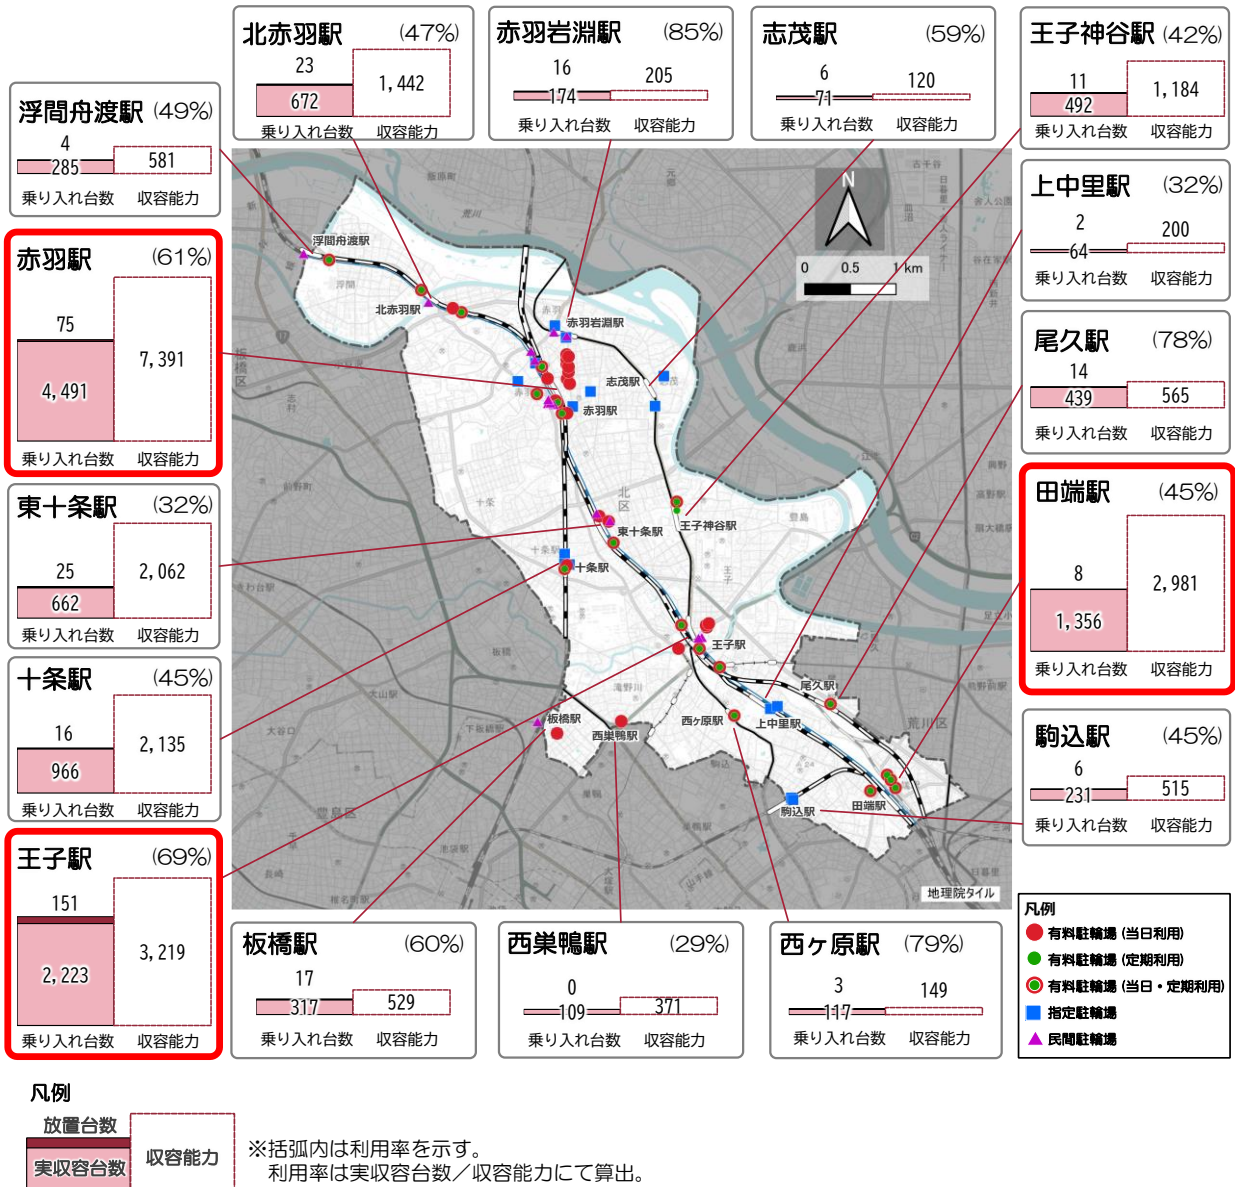 北赤羽駅 (47%)
23
672
1,442
乗り入れ台数 収容能力
赤羽岩淵駅 (85%)
16
174
205
乗り入れ台数 収容能力
志茂駅 (59%)
6
71
120
乗り入れ台数 収容能力
王子神谷駅 (42%)
11
492
1,184
乗り入れ台数 収容能力
浮間舟渡駅 (49%)
4
285
581
乗り入れ台数 収容能力
上中里駅 (32%)
2
64
200
乗り入れ台数 収容能力
赤羽駅 (61%)
75
4,491
7,391
乗り入れ台数 収容能力
尾久駅 (78%)
14
439
565
乗り入れ台数 収容能力
東十条駅 (32%)
25
662
2,062
乗り入れ台数 収容能力
田端駅 (45%)
8
1,356
2,981
乗り入れ台数 収容能力
十条駅 (45%)
16
966
2,135
乗り入れ台数 収容能力
駒込駅 (45%)
6
231
515
乗り入れ台数 収容能力
王子駅 (69%)
151
2,223
3,219
乗り入れ台数 収容能力
板橋駅 (60%)
17
317
529
乗り入れ台数 収容能力
西巣鴨駅 (29%)
0
109
371
乗り入れ台数 収容能力
西ヶ原駅 (79%)
3
117
149
乗り入れ台数 収容能力
N
0 0.5 1 km
浮間舟渡駅
浮間
北赤羽駅
赤羽岩淵駅
志茂駅
赤羽駅
北区
王子神谷駅
豊島
東十条駅
十条
十条駅
王子
王子駅
滝野川
尾久駅
荒川区
板橋駅
西巣鴨駅
西ヶ原駅
上中里駅
田端駅
駒込駅
板橋区
豊島区
地理院タイル
凡例
有料駐輪場 (当日利用)
有料駐輪場 (定期利用)
有料駐輪場 (当日・定期利用)
指定駐輪場
民間駐輪場
凡例
放置台数
実収容台数
収容能力
※括弧内は利用率を示す。
利用率は実収容台数／収容能力にて算出。